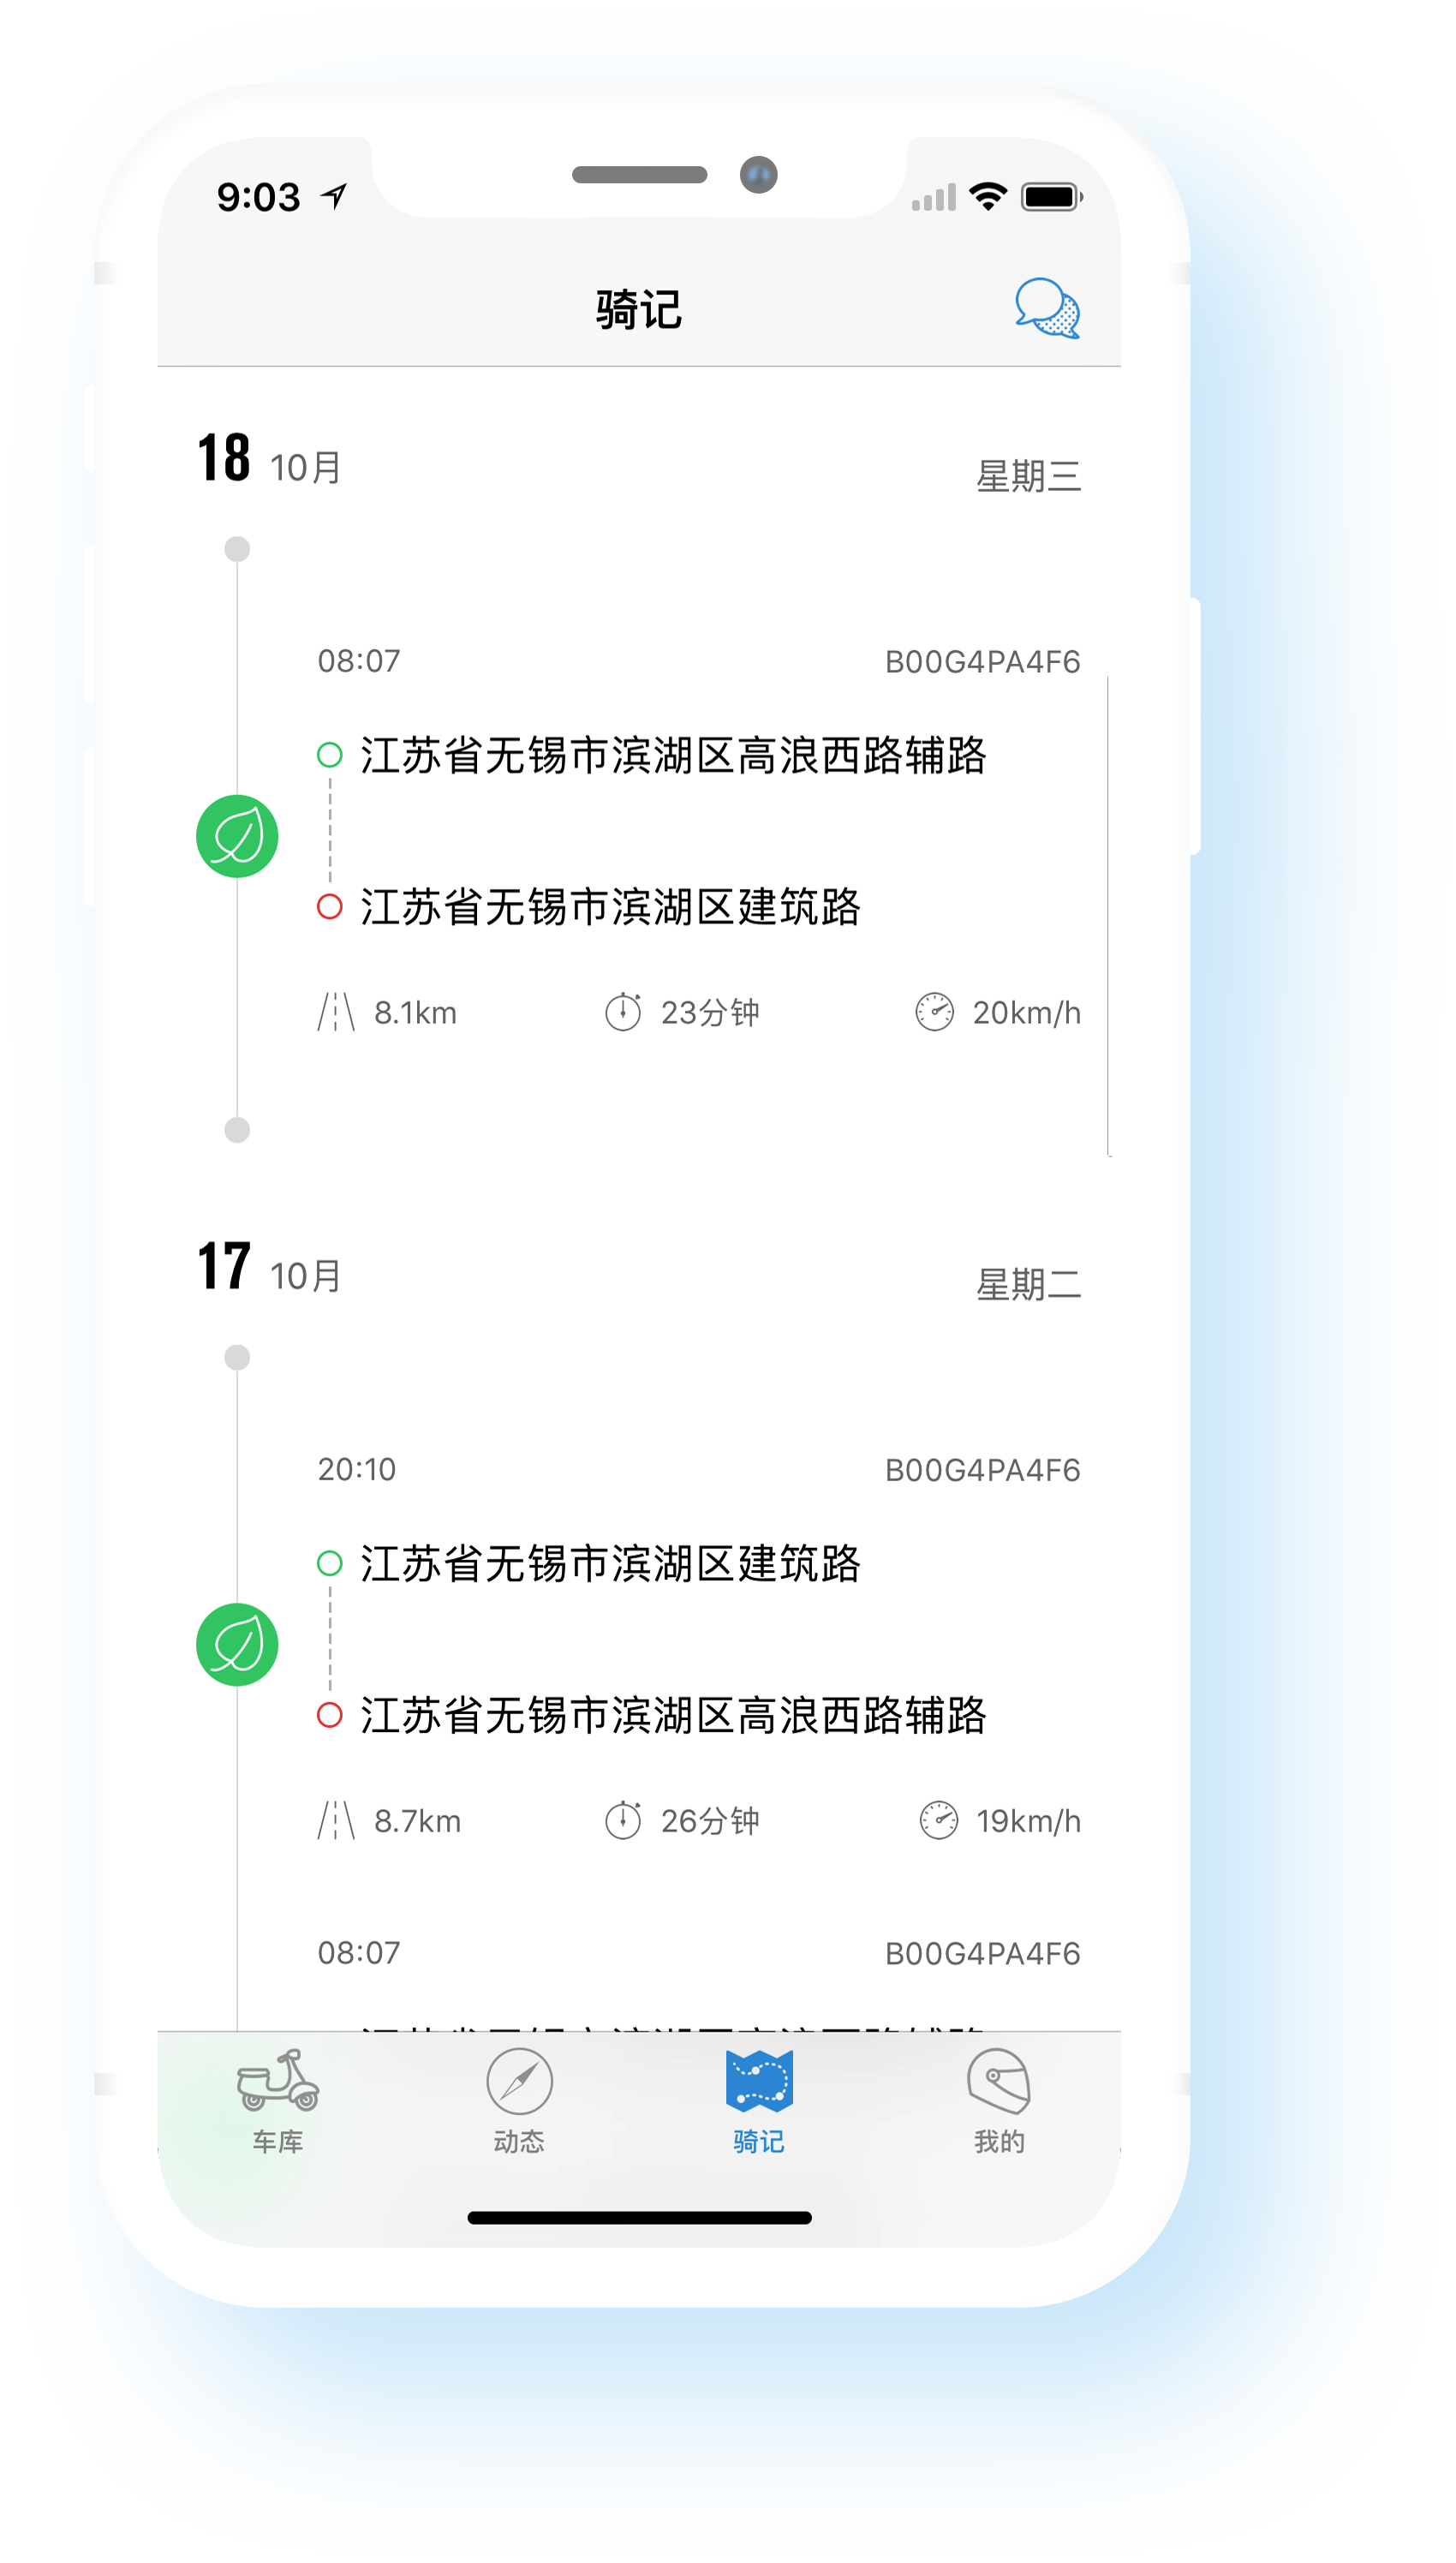 9:03
骑记
18 10月 星期三
08:07 B00G4PA4F6
江苏省无锡市滨湖区高浪西路辅路
江苏省无锡市滨湖区建筑路
8.1km 23分钟 20km/h
17 10月 星期二
20:10 B00G4PA4F6
江苏省无锡市滨湖区建筑路
江苏省无锡市滨湖区高浪西路辅路
8.7km 26分钟 19km/h
08:07 B00G4PA4F6
车库 动态 骑记 我的